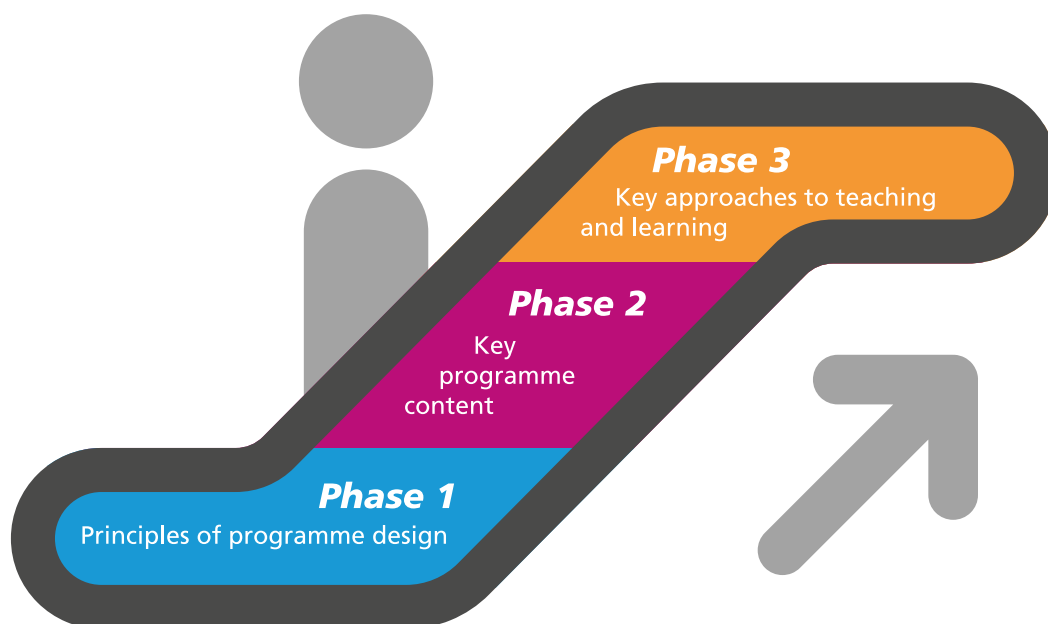 Phase 3
Key approaches to teaching
and learning
Phase 2
Key
programme
content
Phase 1
Principles of programme design